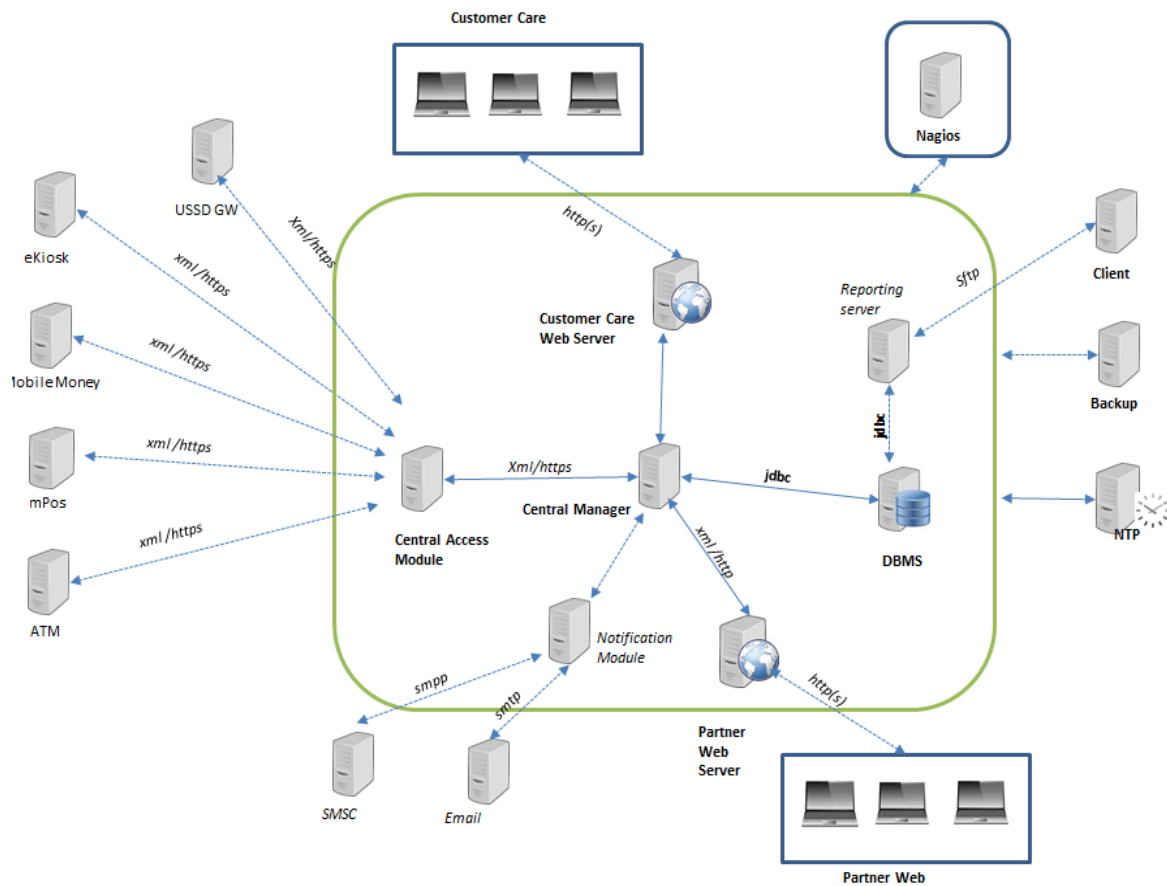 Customer Care
Nagios
USSD GW
Xml/https
http(s)
eKiosk
xml/https
Client
Sftp
Reporting
server
Customer Care
Web Server
Mobile Money
xml/https
Backup
jdbc
mPos
xml/https
Xml/https
Central Manager
jdbc
NTP
Central Access
Module
DBMS
ATM
xml/https
xml/http
Notification
Module
smpp
smtp
http(s)
Partner
Web
Server
SMSC
Email
Partner Web